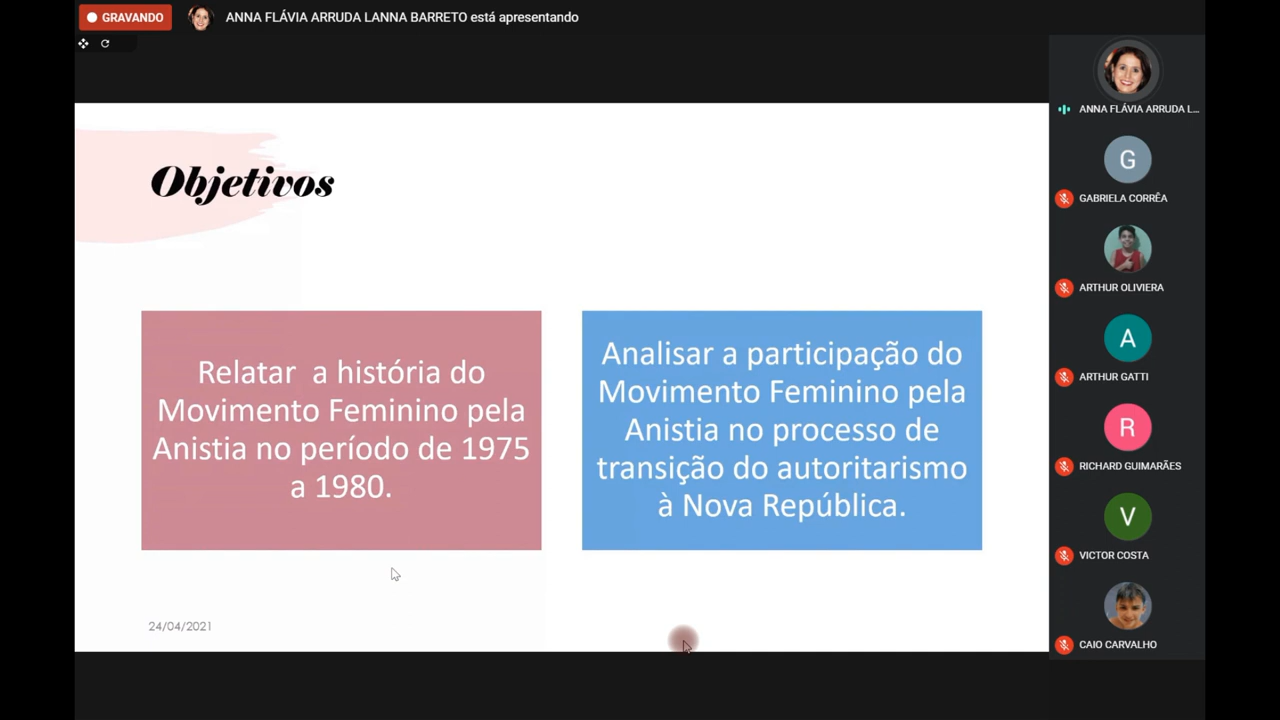 GRAVANDO
ANNA FLÁVIA ARRUDA LANNA BARRETO está apresentando
Objetivos
Relatar a história do
Movimento Feminino pela
Anistia no período de 1975
a 1980.
Analisar a participação do
Movimento Feminino pela
Anistia no processo de
transição do autoritarismo
à Nova República.
24/04/2021
ANNA FLÁVIA ARRUDA L...
G
GABRIELA CORRÊA
ARTHUR OLIVIERA
A
ARTHUR GATTI
R
RICHARD GUIMARÃES
V
VICTOR COSTA
CAIO CARVALHO